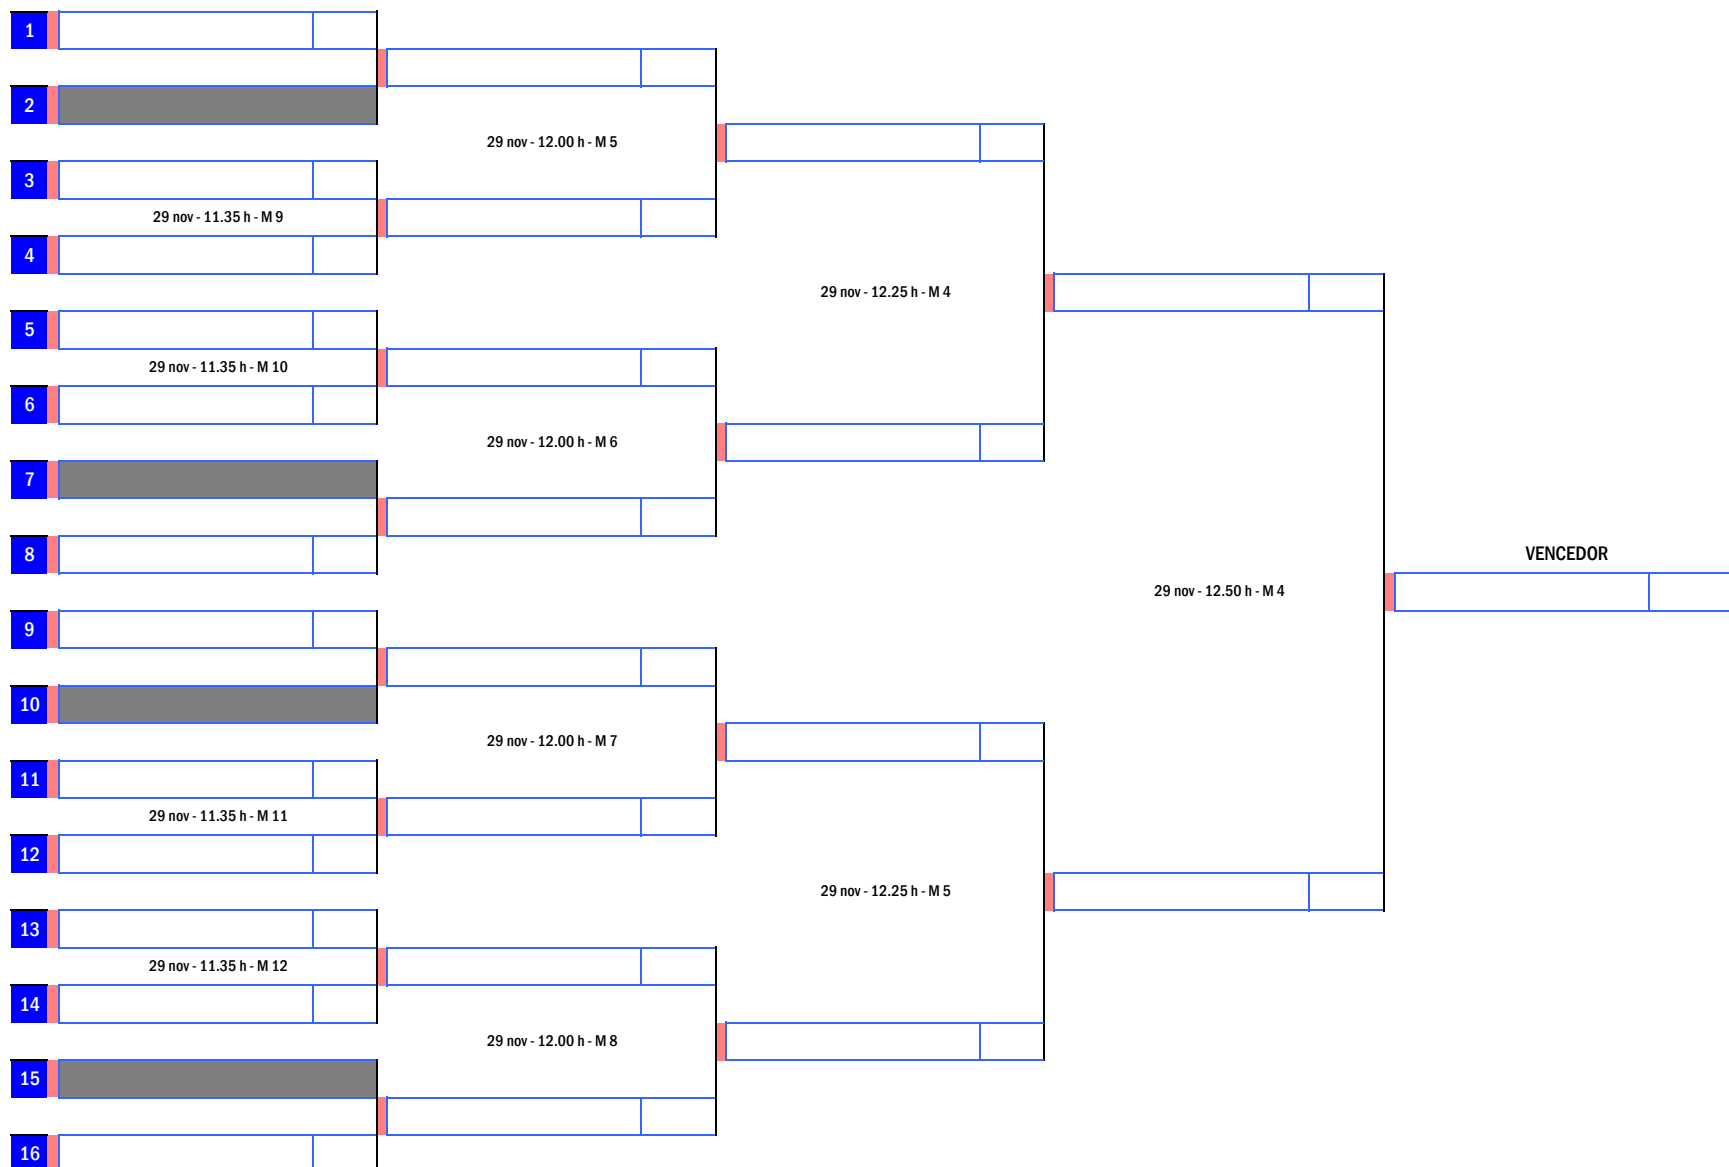 1
2
29 nov - 12.00 h - M 5
3
29 nov - 11.35 h - M 9
4
29 nov - 12.25 h - M 4
5
29 nov - 11.35 h - M 10
6
29 nov - 12.00 h - M 6
7
8
VENCEDOR
29 nov - 12.50 h - M 4
9
10
29 nov - 12.00 h - M 7
11
29 nov - 11.35 h - M 11
12
29 nov - 12.25 h - M 5
13
29 nov - 11.35 h - M 12
14
29 nov - 12.00 h - M 8
15
16